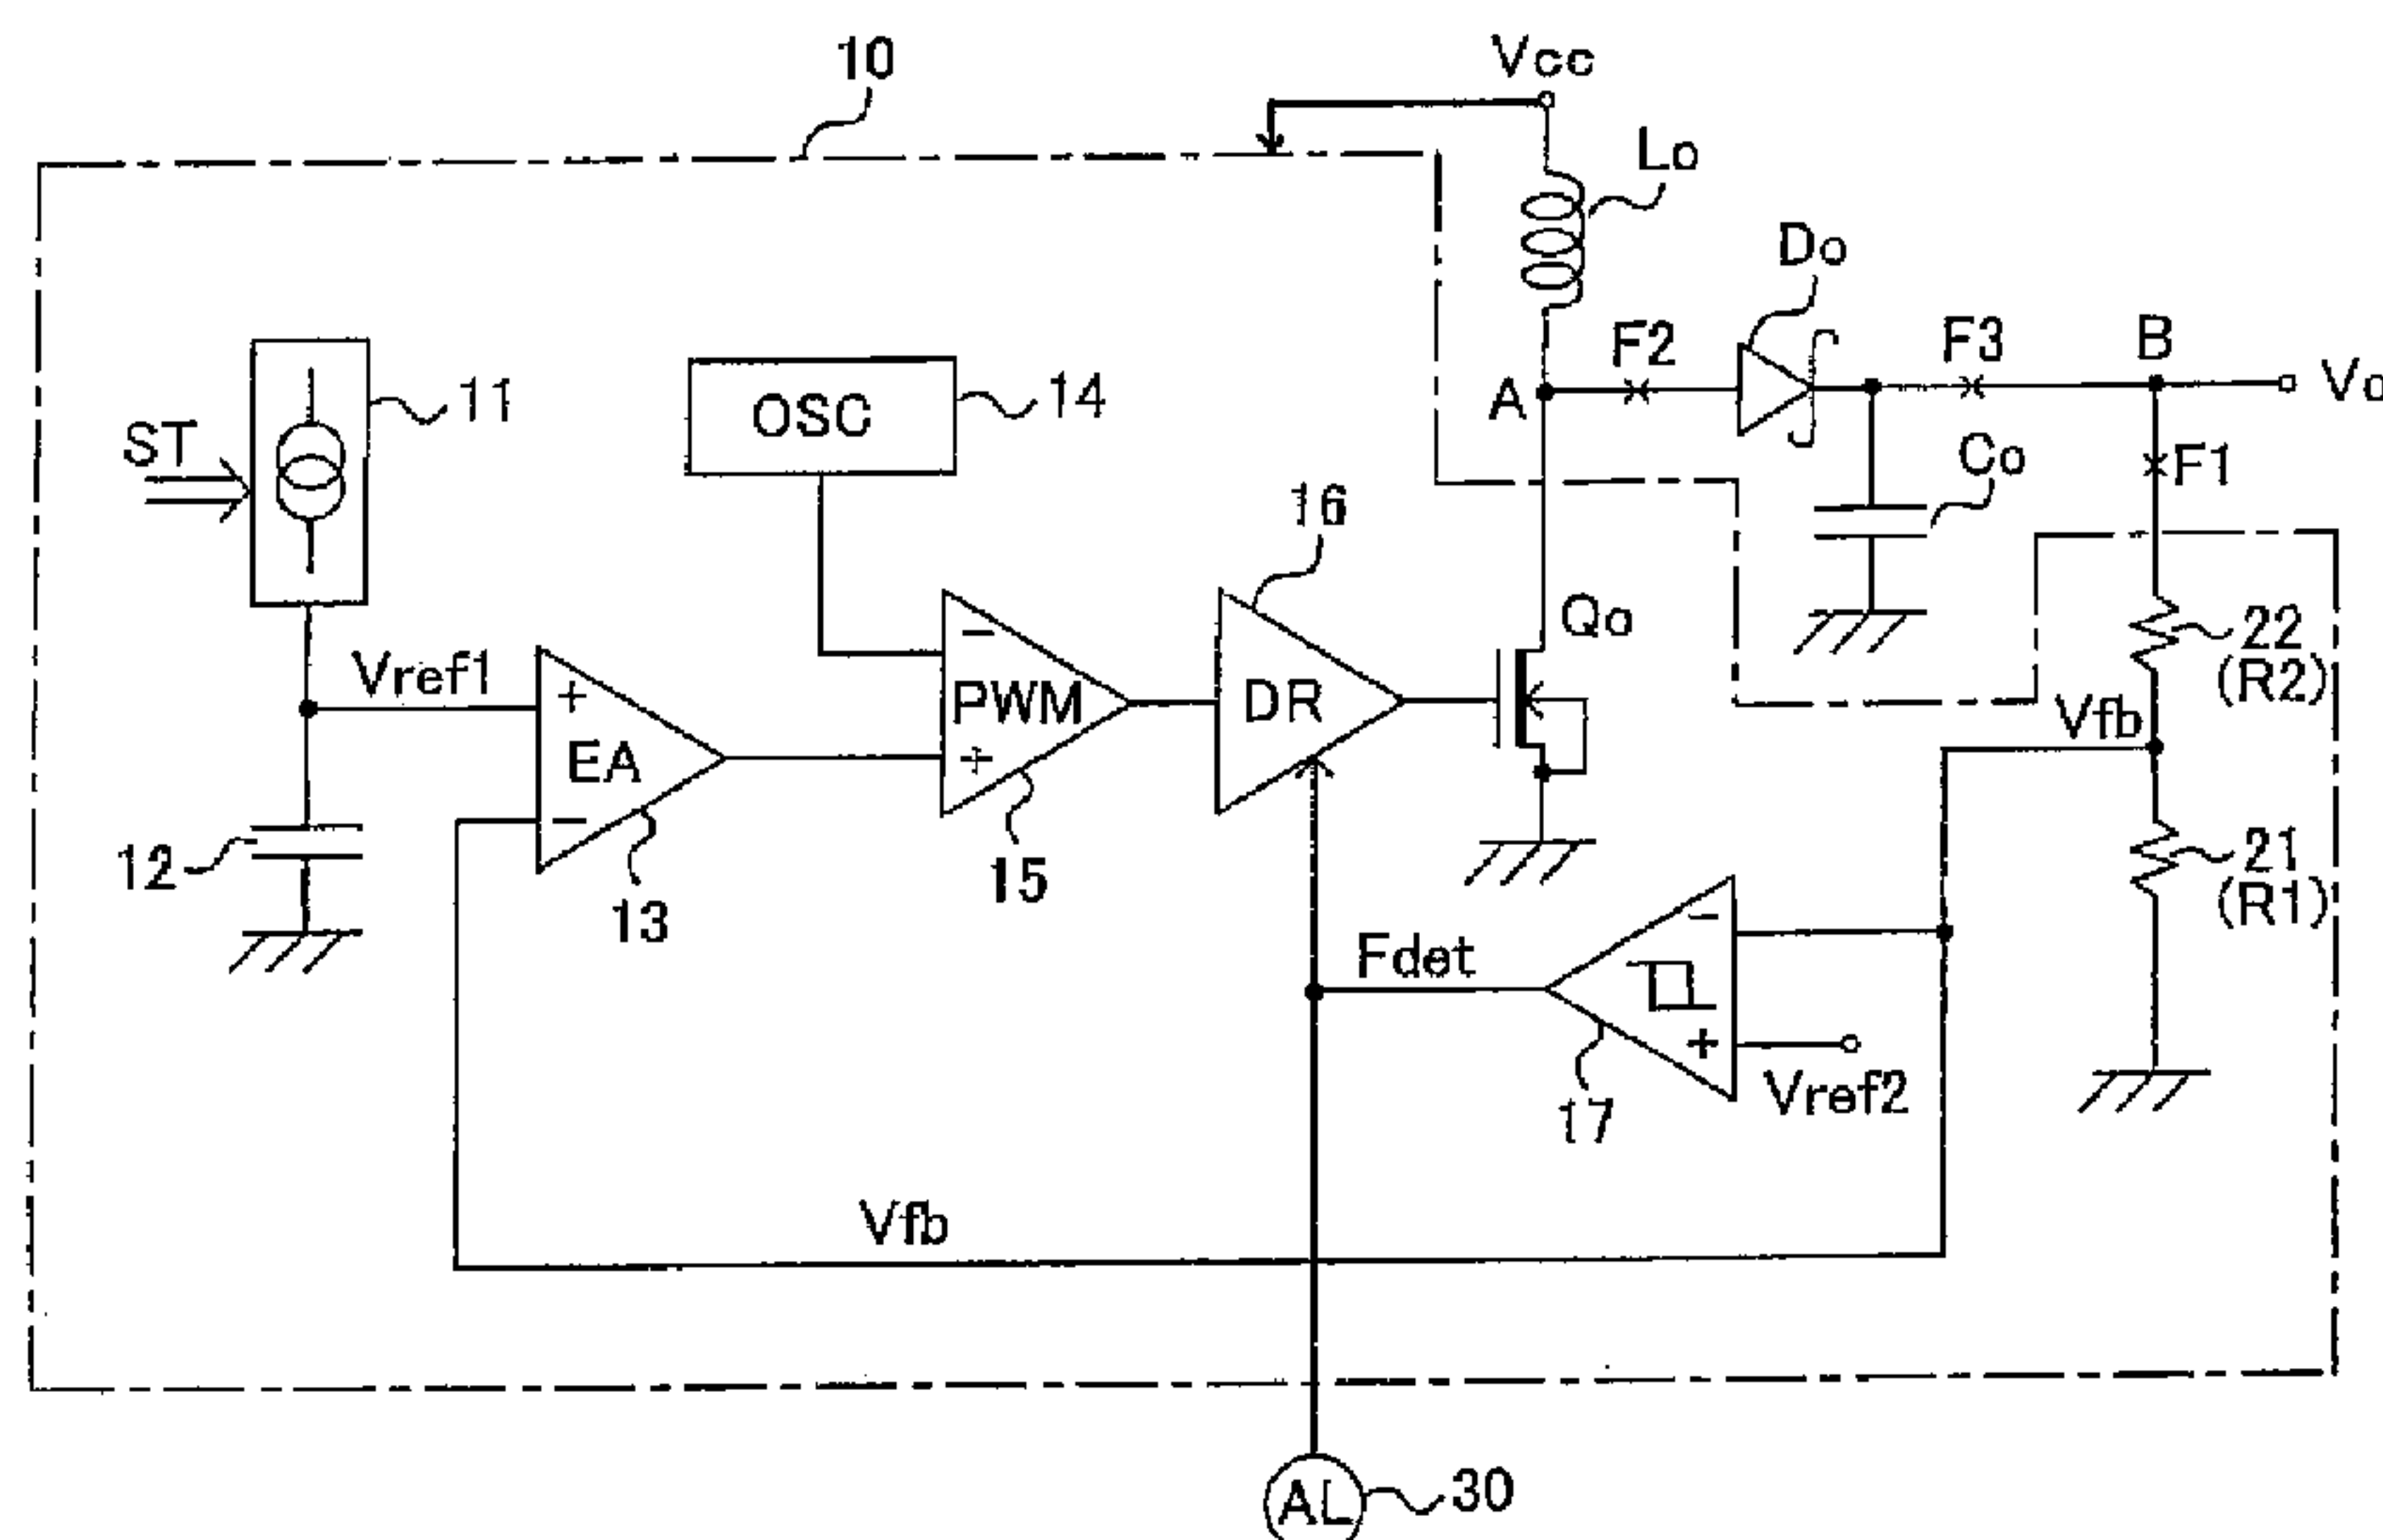 10
Vcc
Lo
Do
F2
F3
B
Vo
A
F1
Co
11
ST
OSC
14
16
Qo
22
(R2)
Vref1
+
EA
−
−
PWM
+
DR
Vfb
12
13
15
21
(R1)
Fdet
−
+
17
Vref2
Vfb
AL
30